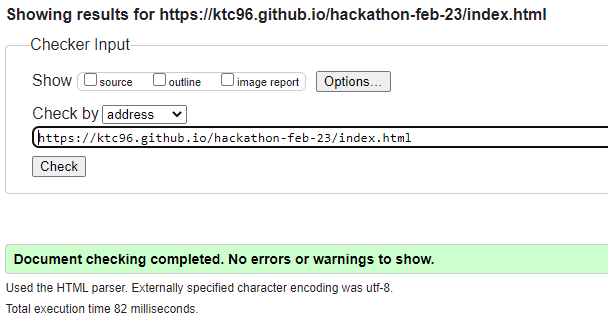 Showing results for https://ktc96.github.io/hackathon-feb-23/index.html
Checker Input
Show source outline image report Options...
Check by address
https://ktc96.github.io/hackathon-feb-23/index.html
Check
Document checking completed. No errors or warnings to show.
Used the HTML parser. Externally specified character encoding was utf-8.
Total execution time 82 milliseconds.